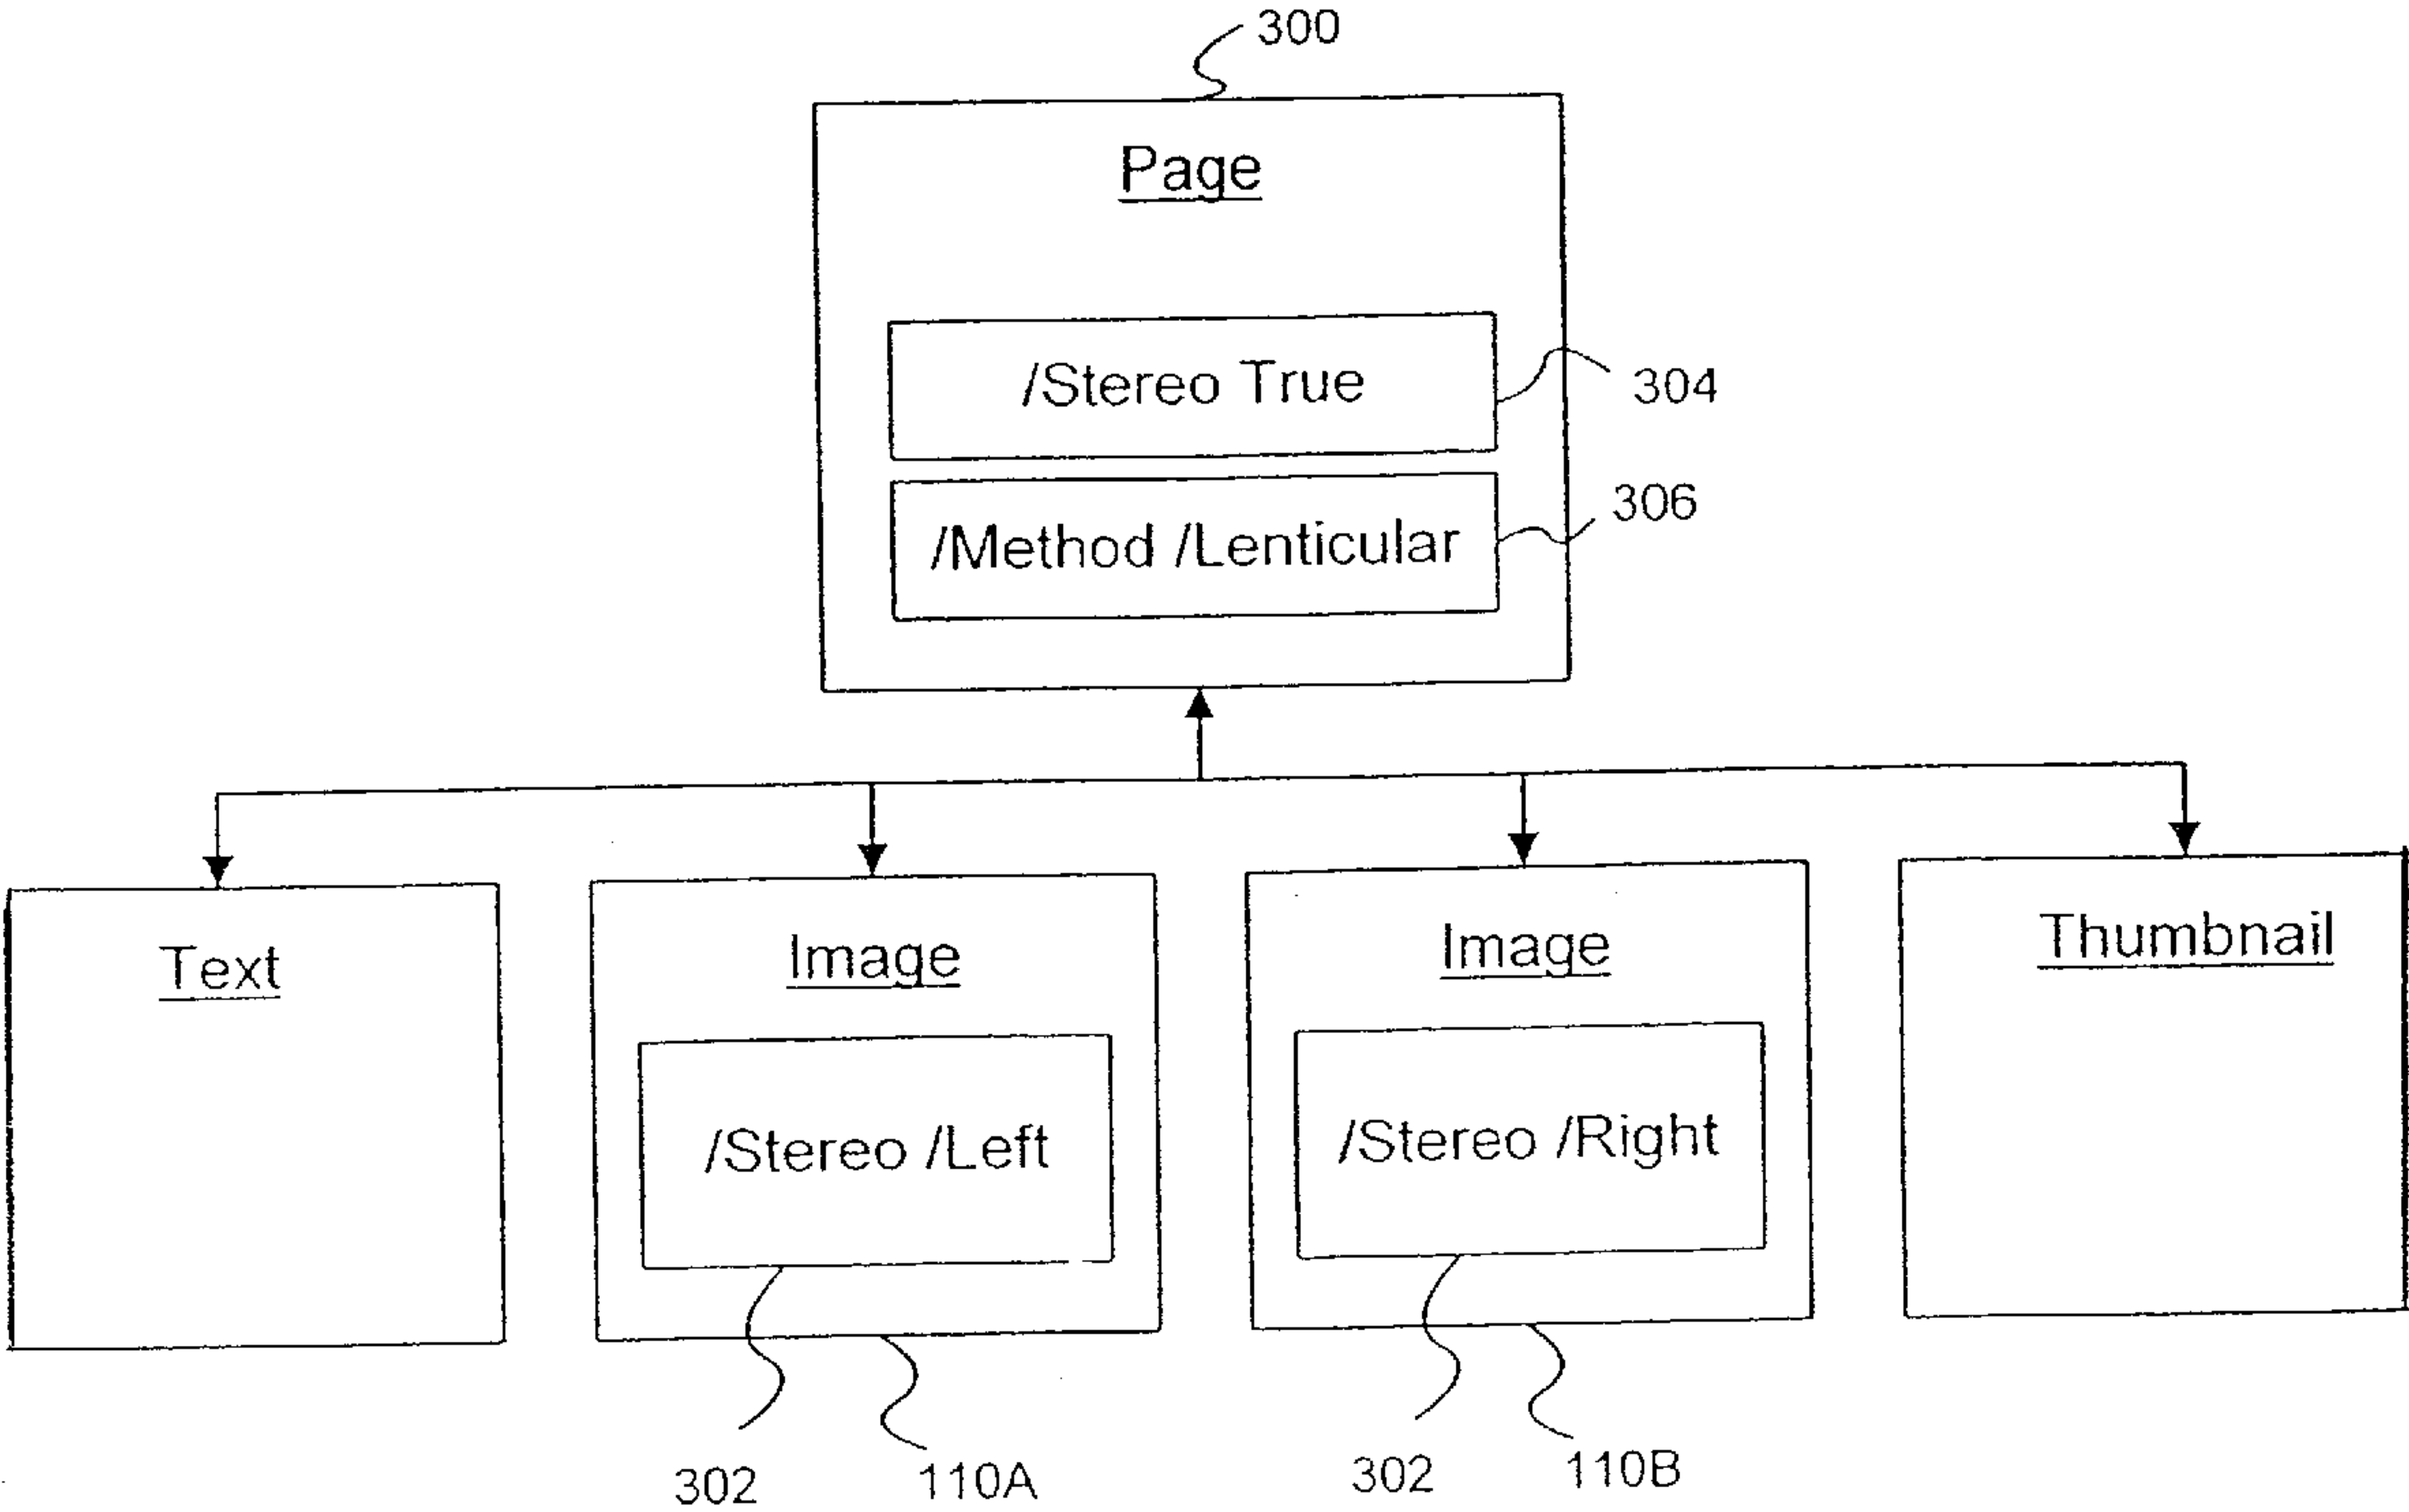 300
Page
/Stereo True
304
/Method /Lenticular
306
Text
Image
Image
Thumbnail
/Stereo /Left
/Stereo /Right
302
110A
302
110B